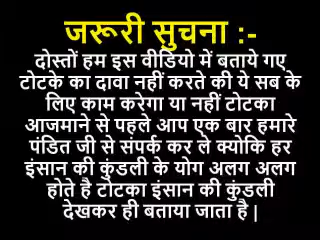 जरूरी सुचना :-
दोस्तों हम इस वीडियो में बताये गए
टोटके का दावा नहीं करते की ये सब के
लिए काम करेगा या नहीं टोटका
आजमाने से पहले आप एक बार हमारे
पंडित जी से संपर्क कर ले क्योकि हर
इंसान की कुंडली के योग अलग अलग
होते है टोटका इंसान की कुंडली
देखकर ही बताया जाता है |